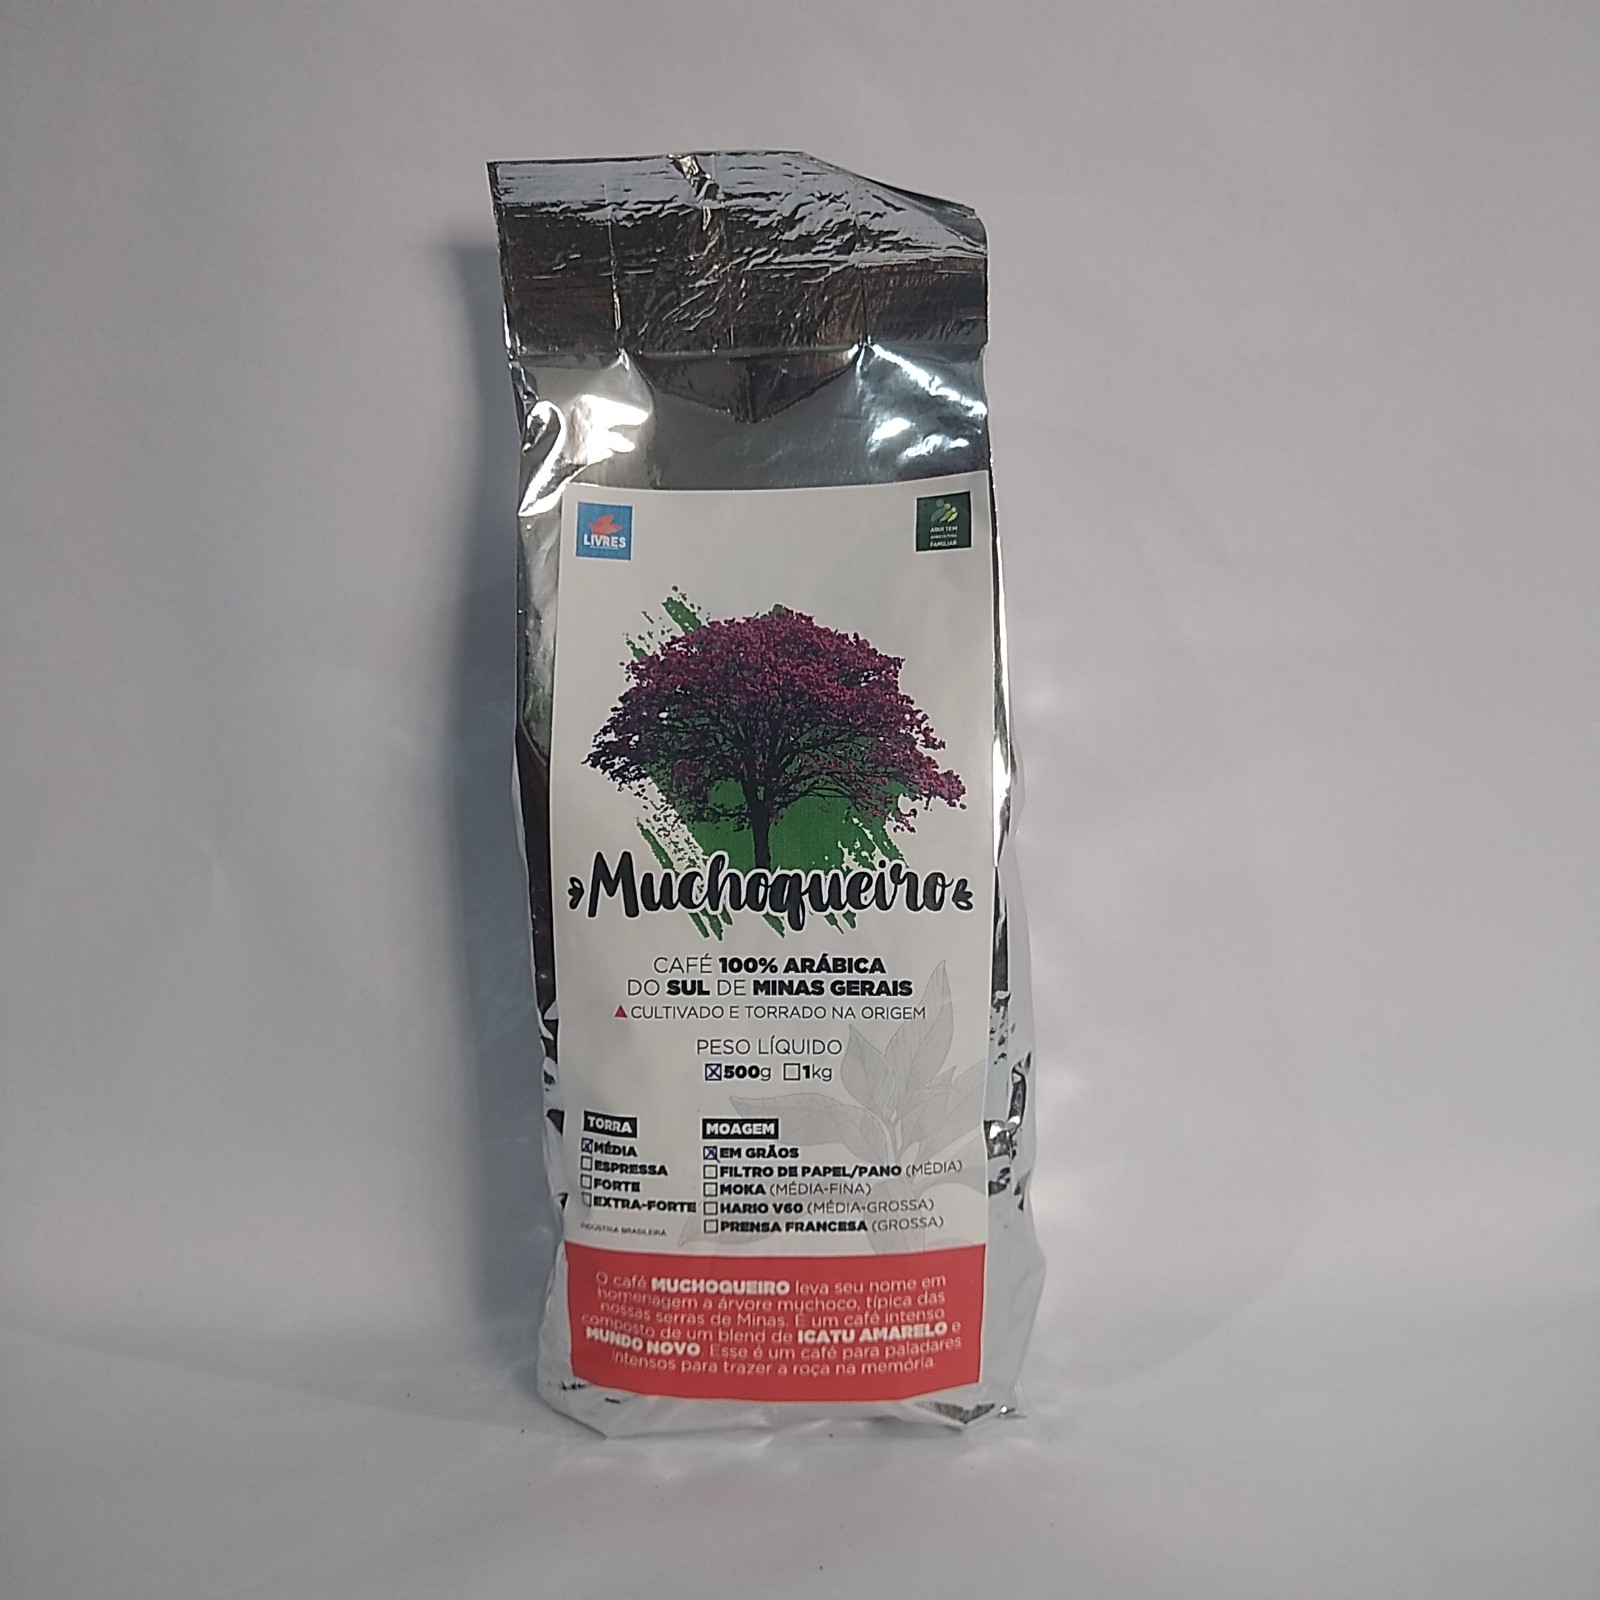 LIVRES
AQUI TEM
AGRICULTURA
FAMILIAR
Muchoqueiro
CAFÉ 100% ARÁBICA
DO SUL DE MINAS GERAIS
CULTIVADO E TORRADO NA ORIGEM
PESO LÍQUIDO
☒500g ☐1kg
TORRA
☒MÉDIA
☐ESPRESSA
☐FORTE
☐EXTRA-FORTE
INDÚSTRIA BRASILEIRA
MOAGEM
☒EM GRÃOS
☐FILTRO DE PAPEL/PANO (MÉDIA)
☐MOKA (MÉDIA-FINA)
☐HARIO V60 (MÉDIA-GROSSA)
☐PRENSA FRANCESA (GROSSA)
O café MUCHOQUEIRO leva seu nome em
homenagem a árvore muchoco, típica das
nossas serras de Minas. É um café intenso
composto de um blend de ICATU AMARELO e
MUNDO NOVO. Esse é um café para paladares
intensos para trazer a roça na memória.